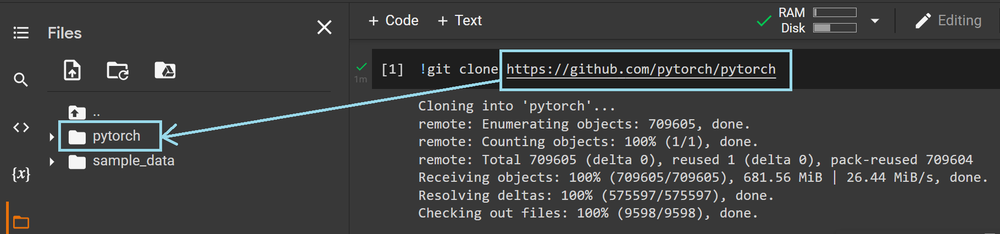 Files
..
pytorch
sample_data
{x}
+ Code + Text
RAM
Disk
Editing
[1] !git clone https://github.com/pytorch/pytorch
1m
Cloning into 'pytorch'...
remote: Enumerating objects: 709605, done.
remote: Counting objects: 100% (1/1), done.
remote: Total 709605 (delta 0), reused 1 (delta 0), pack-reused 709604
Receiving objects: 100% (709605/709605), 681.56 MiB | 26.44 MiB/s, done.
Resolving deltas: 100% (575597/575597), done.
Checking out files: 100% (9598/9598), done.